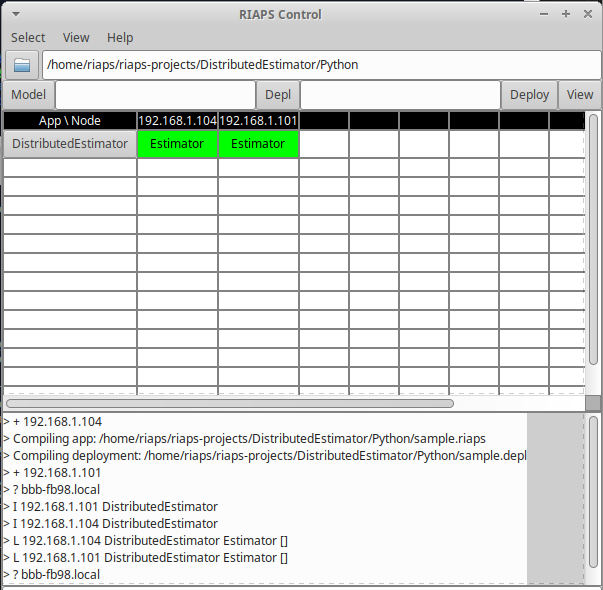 RIAPS Control
Select View Help
/home/riaps/riaps-projects/DistributedEstimator/Python
Model Depl Deploy View
App \ Node 192.168.1.104 192.168.1.101
DistributedEstimator Estimator Estimator
> + 192.168.1.104
> Compiling app: /home/riaps/riaps-projects/DistributedEstimator/Python/sample.riaps
> Compiling deployment: /home/riaps/riaps-projects/DistributedEstimator/Python/sample.depl
> + 192.168.1.101
> ? bbb-fb98.local
> I 192.168.1.101 DistributedEstimator
> I 192.168.1.104 DistributedEstimator
> L 192.168.1.104 DistributedEstimator Estimator []
> L 192.168.1.101 DistributedEstimator Estimator []
> ? bbb-fb98.local